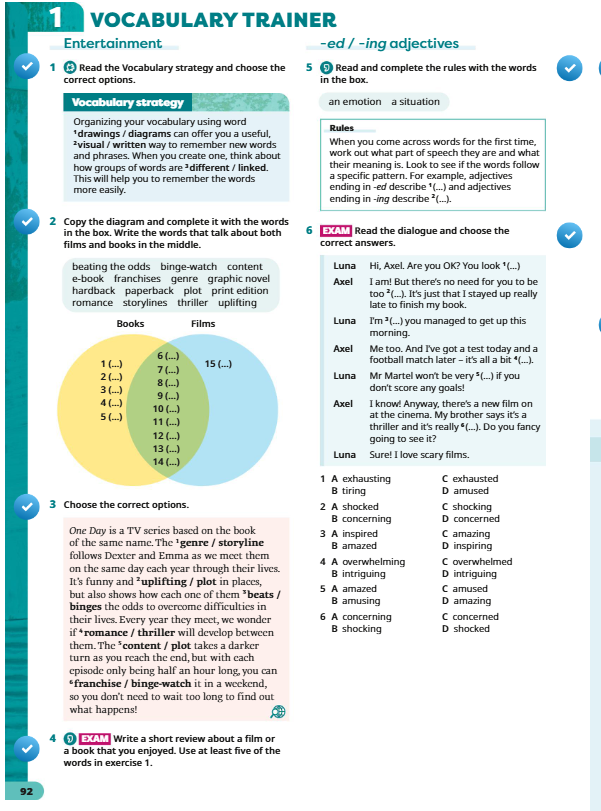 1 VOCABULARY TRAINER
Entertainment
1 Read the Vocabulary strategy and choose the
correct options.
Vocabulary strategy
Organizing your vocabulary using word
¹drawings / diagrams can offer you a useful,
²visual / written way to remember new words
and phrases. When you create one, think about
how groups of words are ³different / linked.
This will help you to remember the words
more easily.
2 Copy the diagram and complete it with the words
in the box. Write the words that talk about both
films and books in the middle.
beating the odds binge-watch content
e-book franchises genre graphic novel
hardback paperback plot print edition
romance storylines thriller uplifting
Books Films
1 (...)
2 (...)
3 (...)
4 (...)
5 (...)
6 (...)
7 (...)
8 (...)
9 (...)
10 (...)
11 (...)
12 (...)
13 (...)
14 (...)
15 (...)
3 Choose the correct options.
One Day is a TV series based on the book
of the same name. The ¹genre / storyline
follows Dexter and Emma as we meet them
on the same day each year through their lives.
It's funny and ²uplifting / plot in places,
but also shows how each one of them ³beats /
binges the odds to overcome difficulties in
their lives. Every year they meet, we wonder
if ⁴romance / thriller will develop between
them. The ⁵content / plot takes a darker
turn as you reach the end, but with each
episode only being half an hour long, you can
⁶franchise / binge-watch it in a weekend,
so you don't need to wait too long to find out
what happens!
4 EXAM Write a short review about a film or
a book that you enjoyed. Use at least five of the
words in exercise 1.
92
-ed / -ing adjectives
5 Read and complete the rules with the words
in the box.
an emotion a situation
Rules
When you come across words for the first time,
work out what part of speech they are and what
their meaning is. Look to see if the words follow
a specific pattern. For example, adjectives
ending in -ed describe ¹(...) and adjectives
ending in -ing describe ²(...).
6 EXAM Read the dialogue and choose the
correct answers.
Luna Hi, Axel. Are you OK? You look ¹(...)
Axel I am! But there's no need for you to be
too ²(...). It's just that I stayed up really
late to finish my book.
Luna I'm ³(...) you managed to get up this
morning.
Axel Me too. And I've got a test today and a
football match later – it's all a bit ⁴(...).
Luna Mr Martel won't be very ⁵(...) if you
don't score any goals!
Axel I know! Anyway, there's a new film on
at the cinema. My brother says it's a
thriller and it's really ⁶(...). Do you fancy
going to see it?
Luna Sure! I love scary films.
1 A exhausting C exhausted
B tiring D amused
2 A shocked C shocking
B concerning D concerned
3 A inspired C amazing
B amazed D inspiring
4 A overwhelming C overwhelmed
B intriguing D intriguing
5 A amazed C amused
B amusing D amazing
6 A concerning C concerned
B shocking D shocked